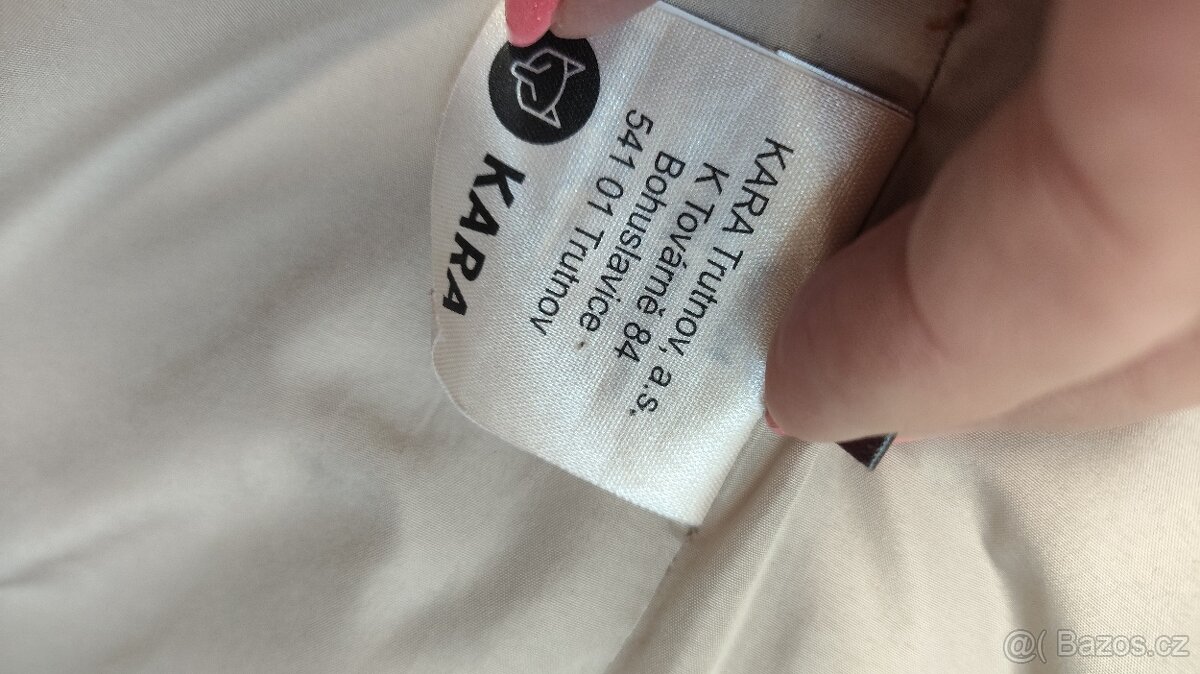 KARA Trutnov, a.s.
K Továrně 84
Bohuslavice
541 01 Trutnov
KARA
@( Bazos.cz